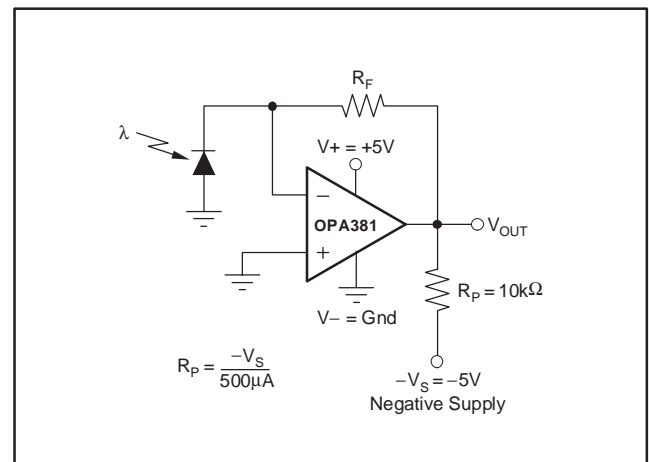 R_F
λ
V+ = +5V
−
OPA381
+
V_OUT
R_P = 10kΩ
V− = Gnd
R_P = −V_S / 500µA
−V_S = −5V
Negative Supply